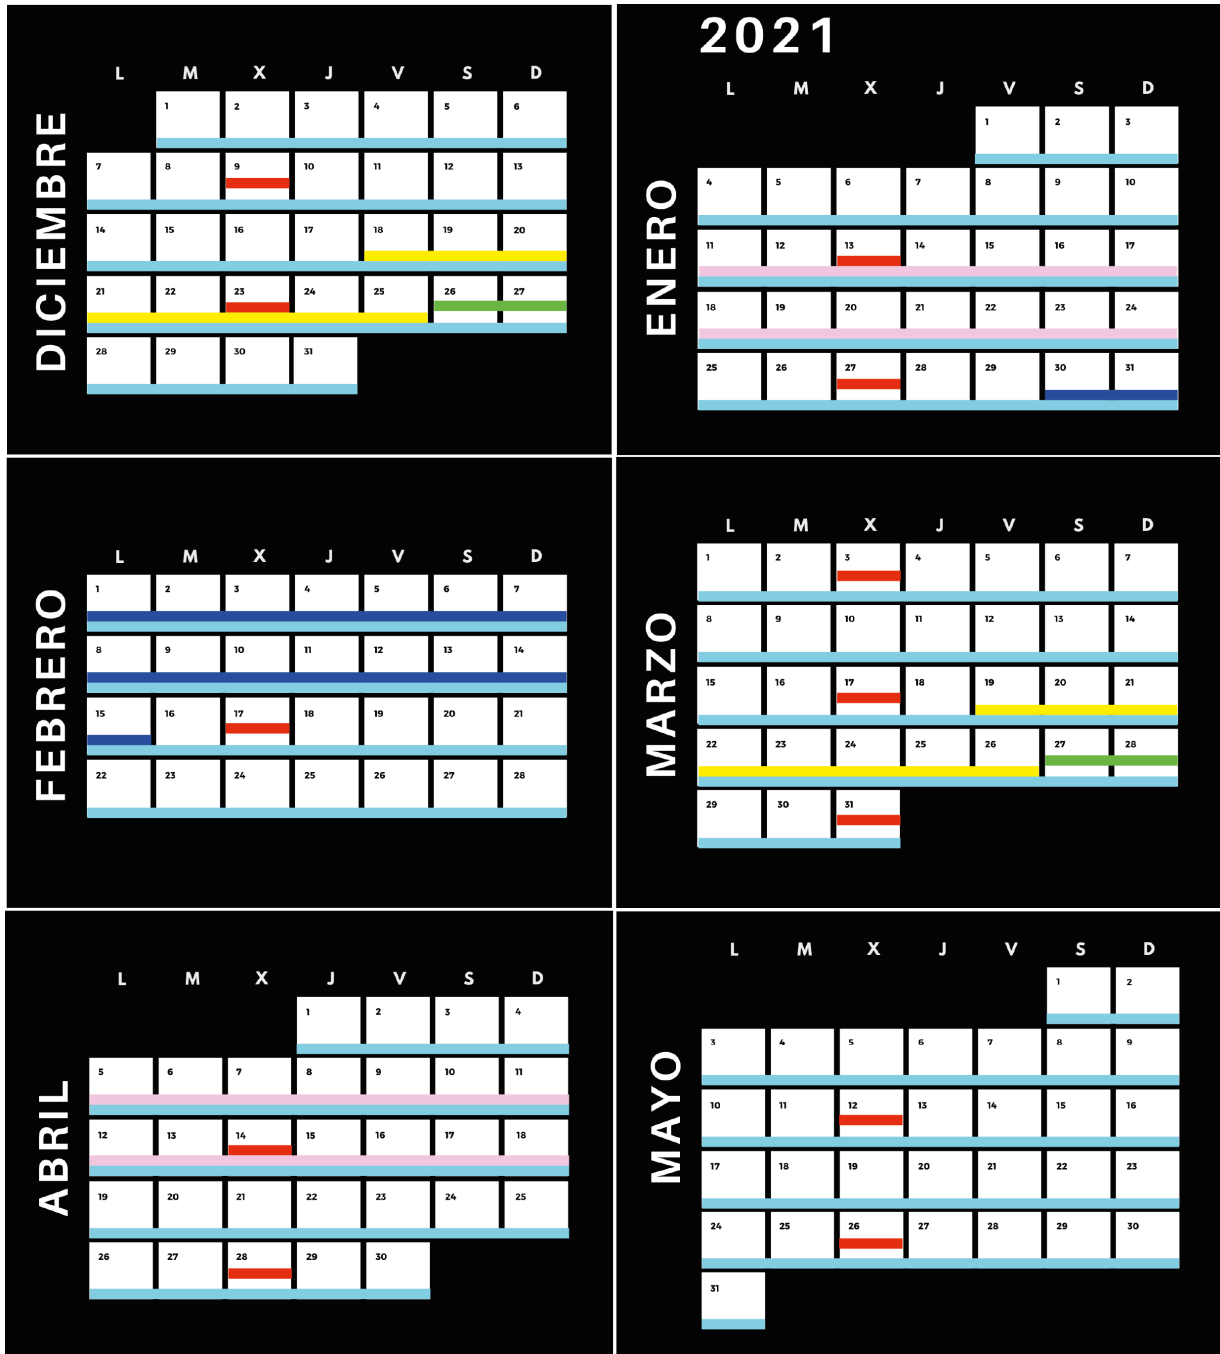 DICIEMBRE
L M X J V S D
1 2 3 4 5 6
7 8 9 10 11 12 13
14 15 16 17 18 19 20
21 22 23 24 25 26 27
28 29 30 31
2021
ENERO
L M X J V S D
1 2 3
4 5 6 7 8 9 10
11 12 13 14 15 16 17
18 19 20 21 22 23 24
25 26 27 28 29 30 31
FEBRERO
L M X J V S D
1 2 3 4 5 6 7
8 9 10 11 12 13 14
15 16 17 18 19 20 21
22 23 24 25 26 27 28
MARZO
L M X J V S D
1 2 3 4 5 6 7
8 9 10 11 12 13 14
15 16 17 18 19 20 21
22 23 24 25 26 27 28
29 30 31
ABRIL
L M X J V S D
1 2 3 4
5 6 7 8 9 10 11
12 13 14 15 16 17 18
19 20 21 22 23 24 25
26 27 28 29 30
MAYO
L M X J V S D
1 2
3 4 5 6 7 8 9
10 11 12 13 14 15 16
17 18 19 20 21 22 23
24 25 26 27 28 29 30
31